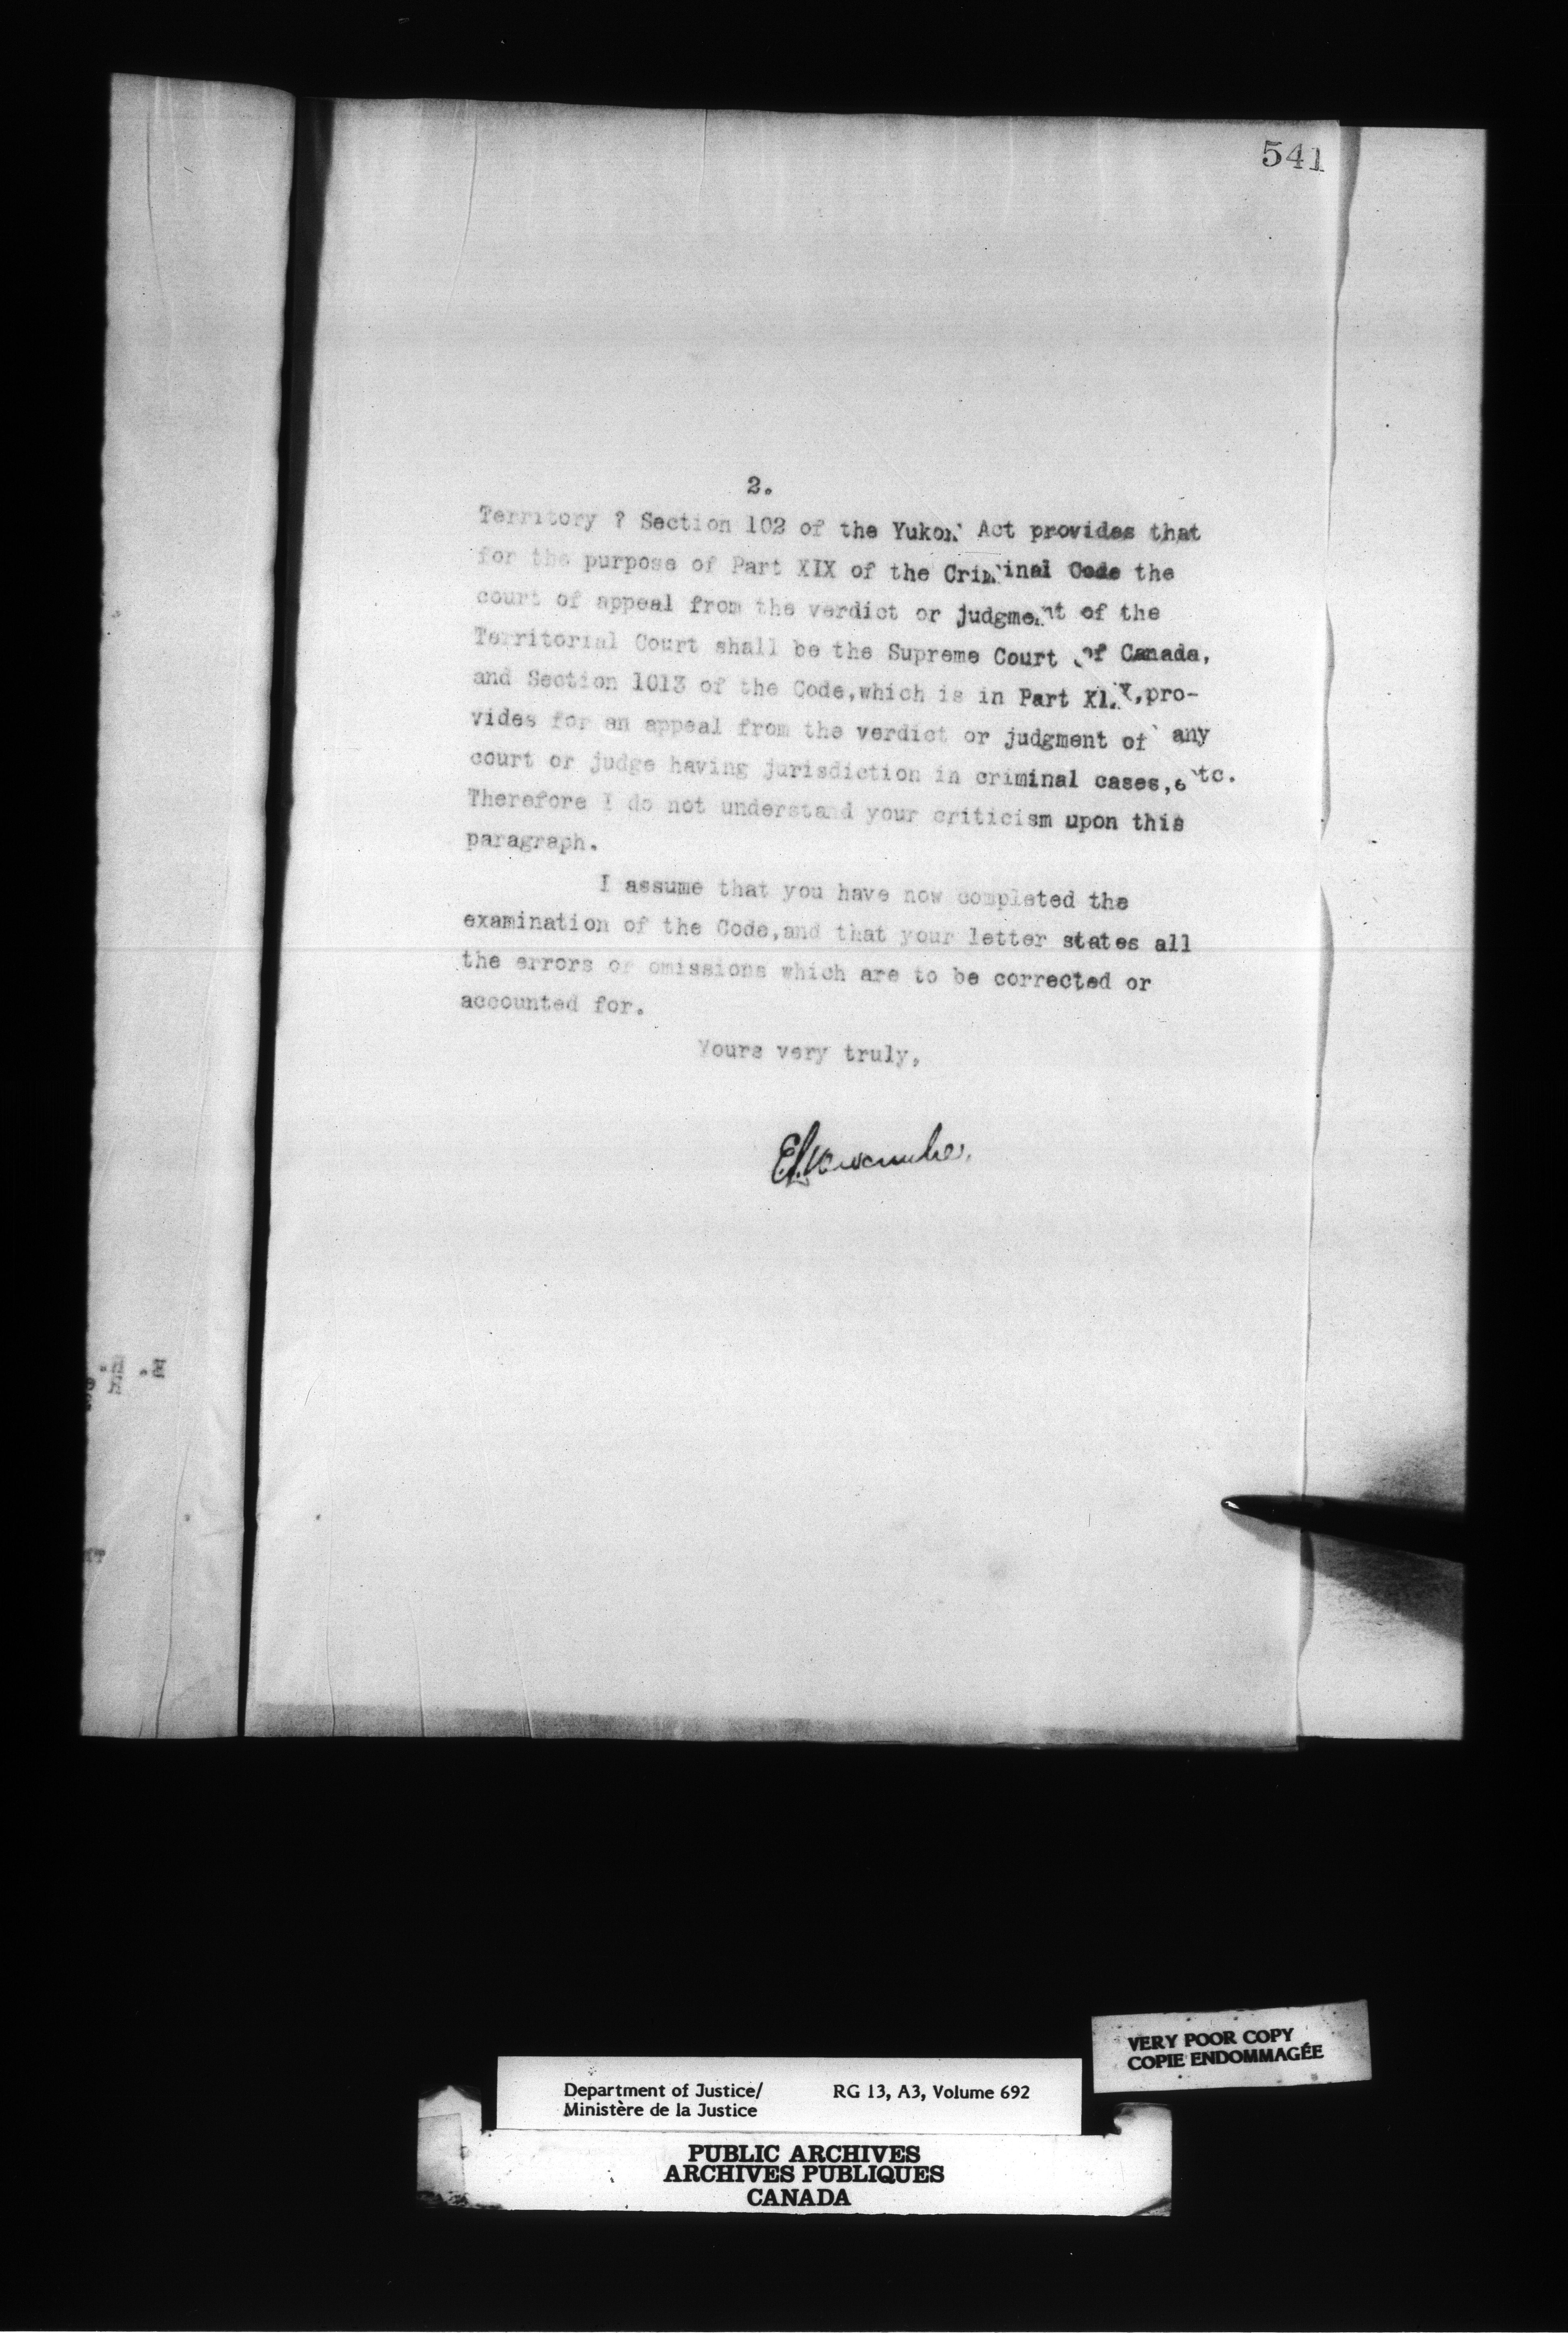 541
2.
Territory ? Section 102 of the Yukon Act provides that
for the purpose of Part XIX of the Criminal Code the
court of appeal from the verdict or judgment of the
Territorial Court shall be the Supreme Court of Canada,
and Section 1013 of the Code,which is in Part XIX,pro-
vides for an appeal from the verdict or judgment of any
court or judge having jurisdiction in criminal cases,etc.
Therefore I do not understand your criticism upon this
paragraph.
I assume that you have now completed the
examination of the Code,and that your letter states all
the errors or omissions which are to be corrected or
accounted for.
Yours very truly,
E.L.Newcombe.
VERY POOR COPY
COPIE ENDOMMAGÉE
Department of Justice/ RG 13, A3, Volume 692
Ministère de la Justice
PUBLIC ARCHIVES
ARCHIVES PUBLIQUES
CANADA